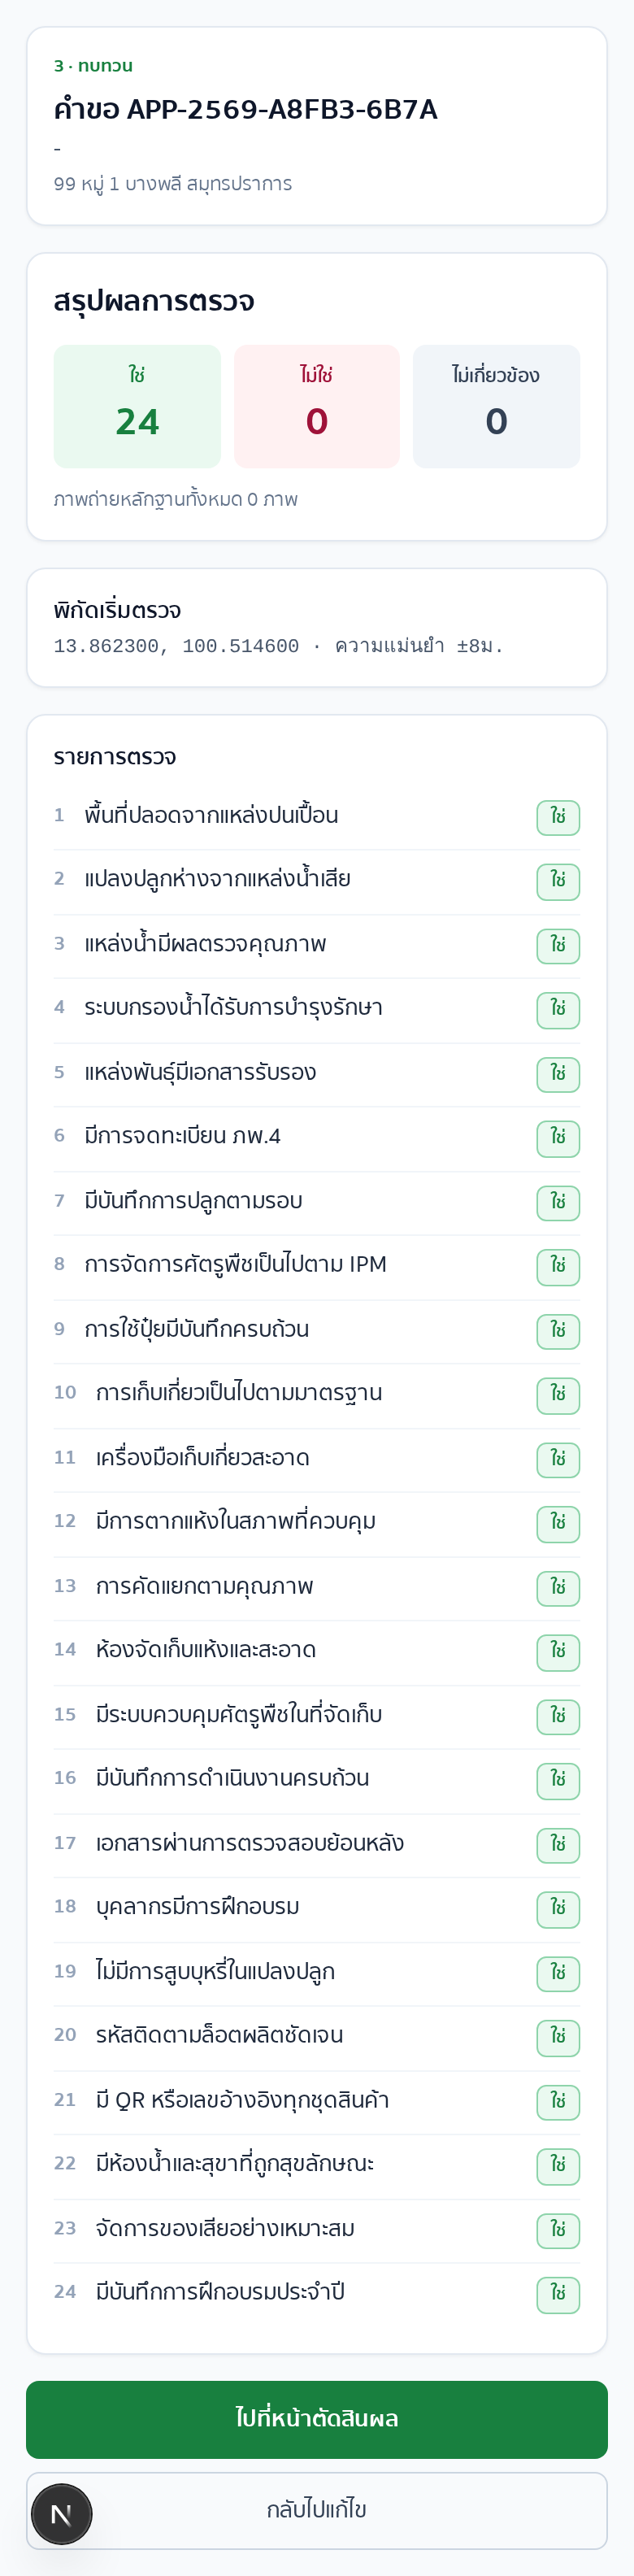 3 · ทบทวน
คำขอ APP-2569-A8FB3-6B7A
-
99 หมู่ 1 บางพลี สมุทรปราการ
สรุปผลการตรวจ
ใช่
24
ไม่ใช่
0
ไม่เกี่ยวข้อง
0
ภาพถ่ายหลักฐานทั้งหมด 0 ภาพ
พิกัดเริ่มตรวจ
13.862300, 100.514600 · ความแม่นยำ ±8ม.
รายการตรวจ
1 พื้นที่ปลอดจากแหล่งปนเปื้อน ใช่
2 แปลงปลูกห่างจากแหล่งน้ำเสีย ใช่
3 แหล่งน้ำมีผลตรวจคุณภาพ ใช่
4 ระบบกรองน้ำได้รับการบำรุงรักษา ใช่
5 แหล่งพันธุ์มีเอกสารรับรอง ใช่
6 มีการจดทะเบียน ภพ.4 ใช่
7 มีบันทึกการปลูกตามรอบ ใช่
8 การจัดการศัตรูพืชเป็นไปตาม IPM ใช่
9 การใช้ปุ๋ยมีบันทึกครบถ้วน ใช่
10 การเก็บเกี่ยวเป็นไปตามมาตรฐาน ใช่
11 เครื่องมือเก็บเกี่ยวสะอาด ใช่
12 มีการตากแห้งในสภาพที่ควบคุม ใช่
13 การคัดแยกตามคุณภาพ ใช่
14 ห้องจัดเก็บแห้งและสะอาด ใช่
15 มีระบบควบคุมศัตรูพืชในที่จัดเก็บ ใช่
16 มีบันทึกการดำเนินงานครบถ้วน ใช่
17 เอกสารผ่านการตรวจสอบย้อนหลัง ใช่
18 บุคลากรมีการฝึกอบรม ใช่
19 ไม่มีการสูบบุหรี่ในแปลงปลูก ใช่
20 รหัสติดตามล็อตผลิตชัดเจน ใช่
21 มี QR หรือเลขอ้างอิงทุกชุดสินค้า ใช่
22 มีห้องน้ำและสุขาที่ถูกสุขลักษณะ ใช่
23 จัดการของเสียอย่างเหมาะสม ใช่
24 มีบันทึกการฝึกอบรมประจำปี ใช่
ไปที่หน้าตัดสินผล
N
กลับไปแก้ไข